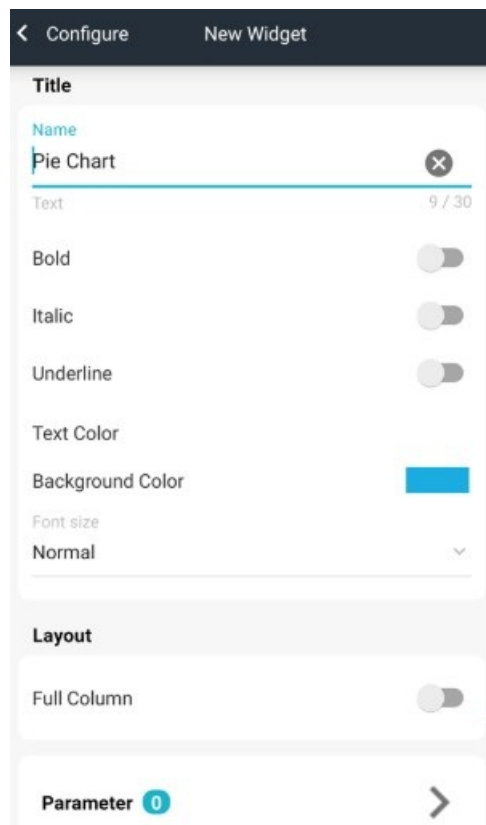 Configure New Widget
Title
Name
Pie Chart
Text 9 / 30
Bold
Italic
Underline
Text Color
Background Color
Font size
Normal
Layout
Full Column
Parameter 0